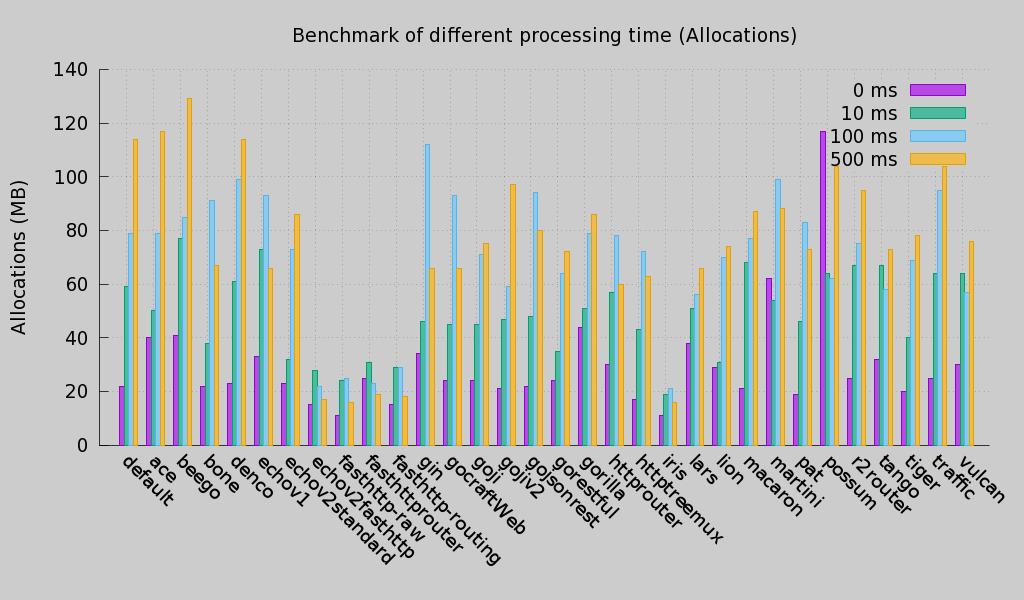 Benchmark of different processing time (Allocations)
Allocations (MB)
140
120
100
80
60
40
20
0
0 ms
10 ms
100 ms
500 ms
default
ace
beego
bone
denco
echov1
echov2standard
echov2fasthttp
fasthttp-raw
fasthttprouter
fasthttp-routing
gin
gocraftWeb
goji
gojiv2
gojsonrest
gorestful
gorilla
httprouter
httptreemux
iris
lars
lion
macaron
martini
pat
possum
r2router
tango
tiger
traffic
vulcan